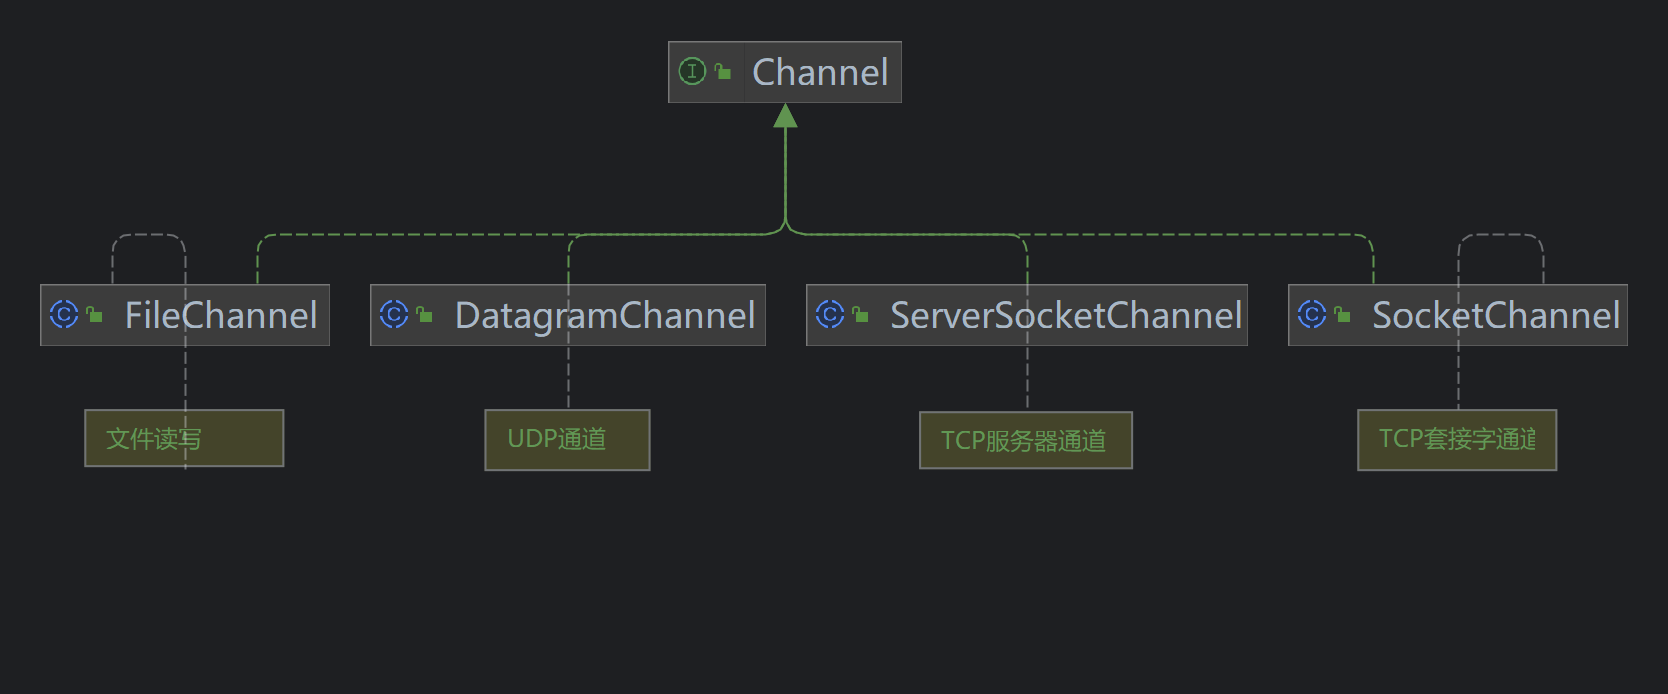 Channel
FileChannel
DatagramChannel
ServerSocketChannel
SocketChannel
文件读写
UDP通道
TCP服务器通道
TCP套接字通道